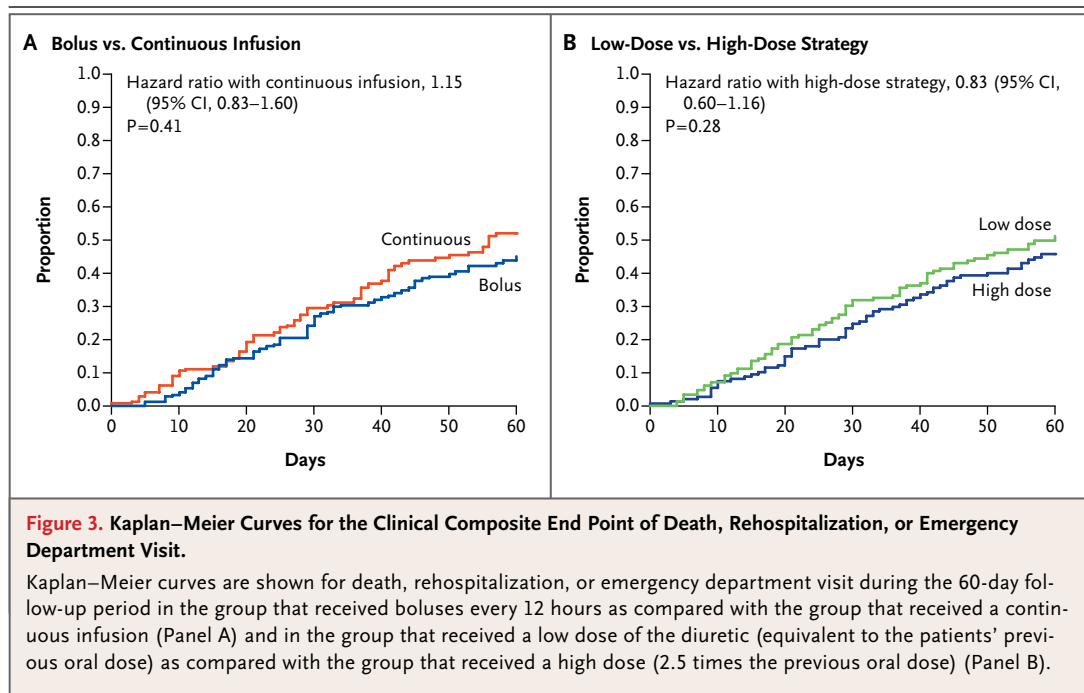 A Bolus vs. Continuous Infusion
Hazard ratio with continuous infusion, 1.15
(95% CI, 0.83–1.60)
P=0.41
Proportion
1.0
0.9
0.8
0.7
0.6
0.5
0.4
0.3
0.2
0.1
0.0
Continuous
Bolus
0 10 20 30 40 50 60
Days
B Low-Dose vs. High-Dose Strategy
Hazard ratio with high-dose strategy, 0.83 (95% CI,
0.60–1.16)
P=0.28
Proportion
1.0
0.9
0.8
0.7
0.6
0.5
0.4
0.3
0.2
0.1
0.0
Low dose
High dose
0 10 20 30 40 50 60
Days
Figure 3. Kaplan–Meier Curves for the Clinical Composite End Point of Death, Rehospitalization, or Emergency
Department Visit.
Kaplan–Meier curves are shown for death, rehospitalization, or emergency department visit during the 60-day fol-
low-up period in the group that received boluses every 12 hours as compared with the group that received a contin-
uous infusion (Panel A) and in the group that received a low dose of the diuretic (equivalent to the patients' previ-
ous oral dose) as compared with the group that received a high dose (2.5 times the previous oral dose) (Panel B).